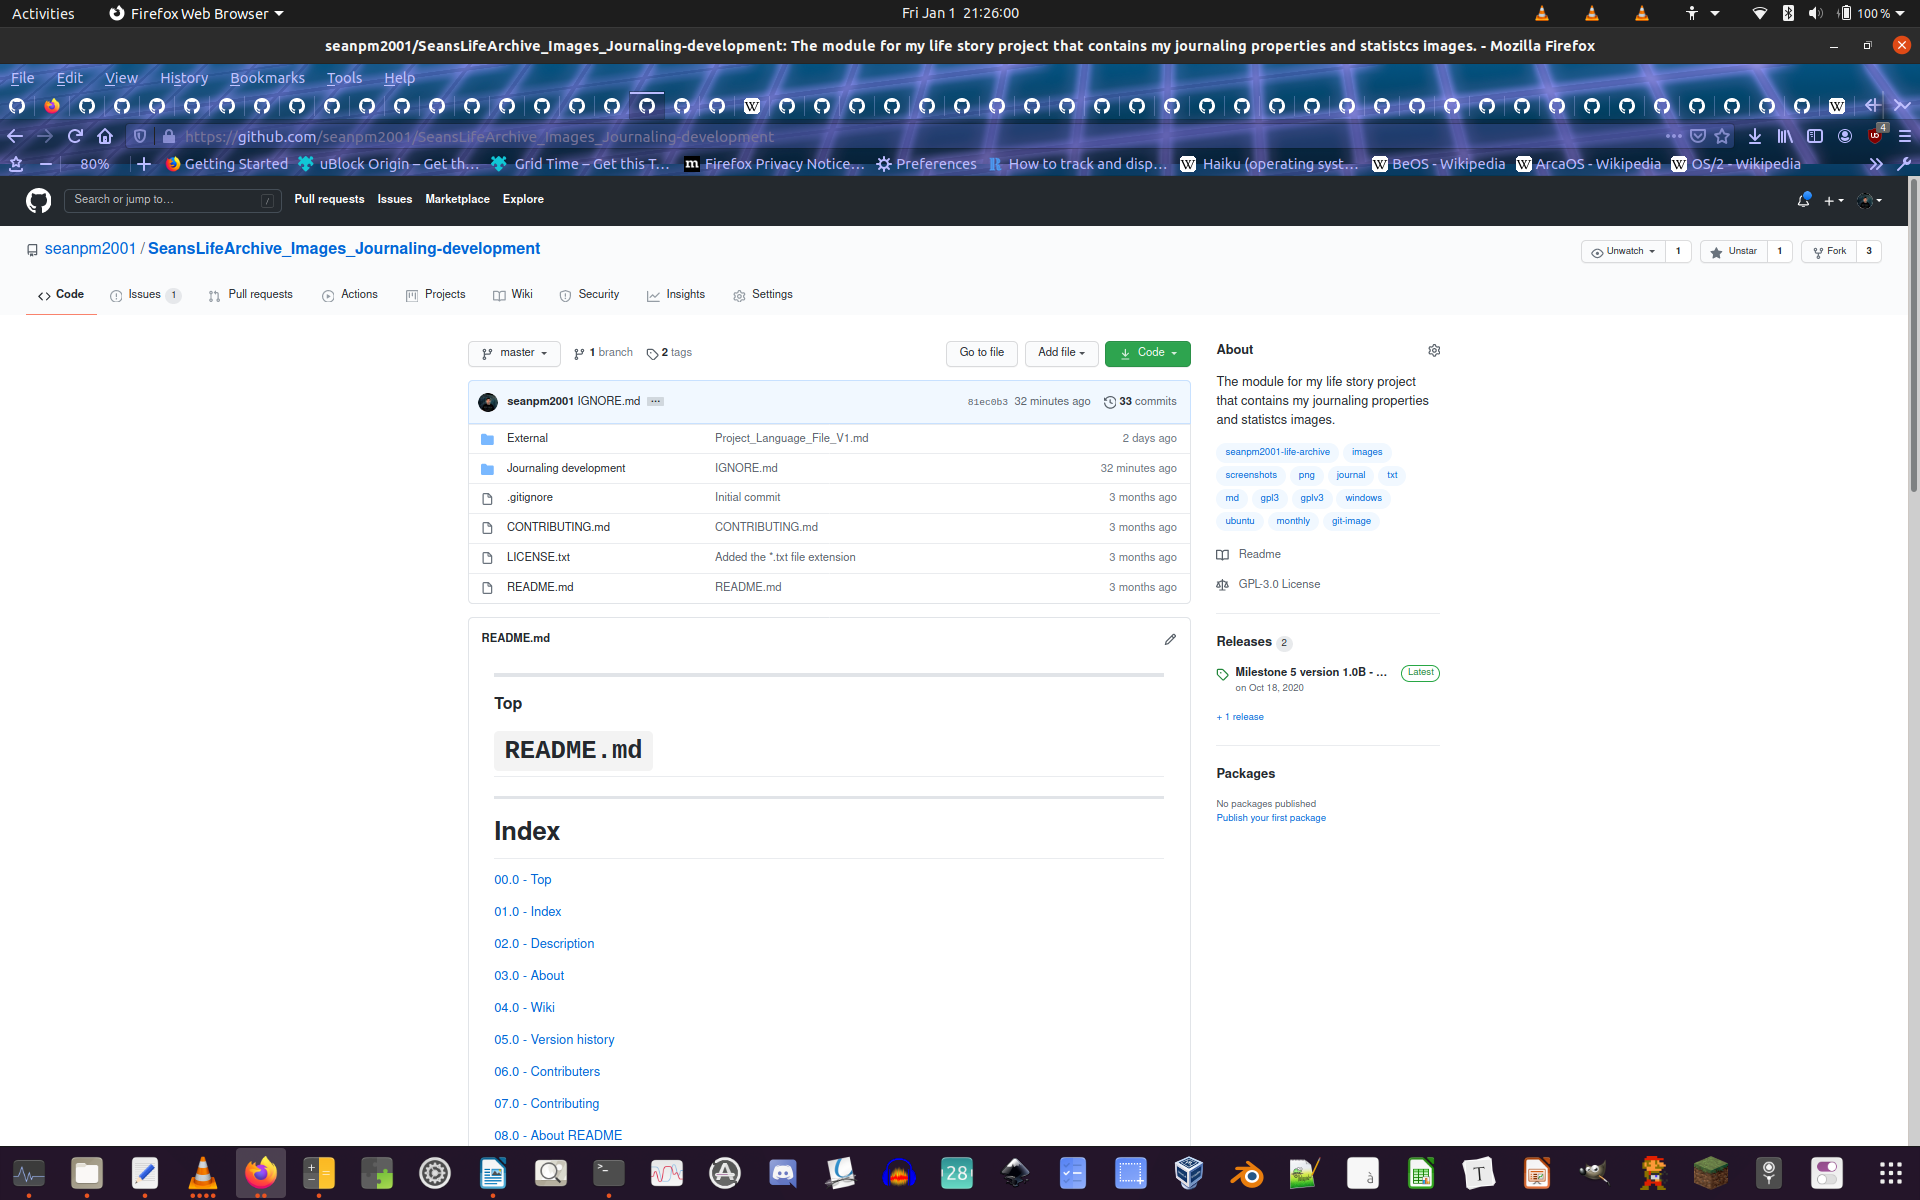 Activities Firefox Web Browser Fri Jan 1 21:26:00 100 %
seanpm2001/SeansLifeArchive_Images_Journaling-development: The module for my life story project that contains my journaling properties and statistcs images. - Mozilla Firefox
File Edit View History Bookmarks Tools Help
https://github.com/seanpm2001/SeansLifeArchive_Images_Journaling-development 4
80% Getting Started uBlock Origin – Get th… Grid Time – Get this T… Firefox Privacy Notice… Preferences How to track and disp… Haiku (operating syst… BeOS - Wikipedia ArcaOS - Wikipedia OS/2 - Wikipedia
Search or jump to… / Pull requests Issues Marketplace Explore
seanpm2001 / SeansLifeArchive_Images_Journaling-development Unwatch 1 Unstar 1 Fork 3
Code Issues 1 Pull requests Actions Projects Wiki Security Insights Settings
master 1 branch 2 tags Go to file Add file Code
seanpm2001 IGNORE.md ... 81ec0b3 32 minutes ago 33 commits
External Project_Language_File_V1.md 2 days ago
Journaling development IGNORE.md 32 minutes ago
.gitignore Initial commit 3 months ago
CONTRIBUTING.md CONTRIBUTING.md 3 months ago
LICENSE.txt Added the *.txt file extension 3 months ago
README.md README.md 3 months ago
README.md
Top
README.md
Index
00.0 - Top
01.0 - Index
02.0 - Description
03.0 - About
04.0 - Wiki
05.0 - Version history
06.0 - Contributers
07.0 - Contributing
08.0 - About README
About
The module for my life story project
that contains my journaling properties
and statistcs images.
seanpm2001-life-archive images
screenshots png journal txt
md gpl3 gplv3 windows
ubuntu monthly git-image
Readme
GPL-3.0 License
Releases 2
Milestone 5 version 1.0B - ... Latest
on Oct 18, 2020
+ 1 release
Packages
No packages published
Publish your first package
28